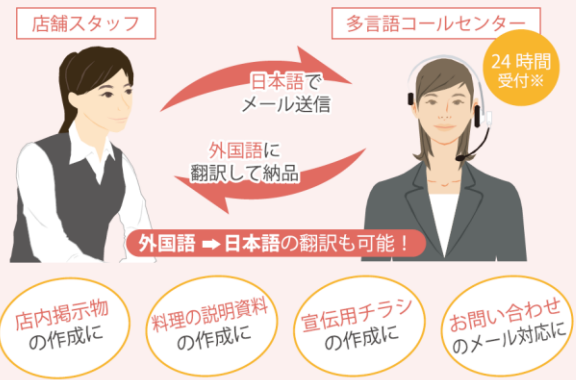 店舗スタッフ
多言語コールセンター
24時間
受付※
日本語で
メール送信
外国語に
翻訳して納品
外国語➡日本語の翻訳も可能！
店内掲示物
の作成に
料理の説明資料
の作成に
宣伝用チラシ
の作成に
お問い合わせ
のメール対応に